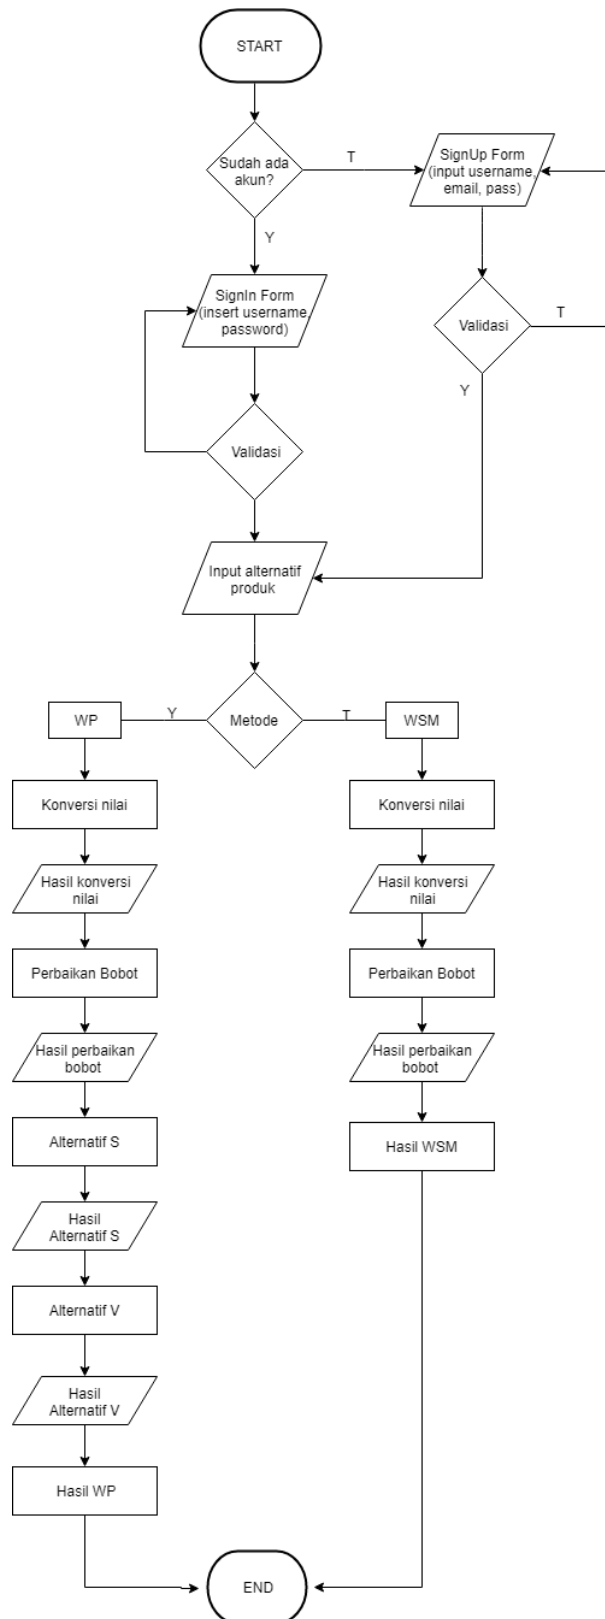 START
Sudah ada
akun?
T
SignUp Form
(input username,
email, pass)
Y
SignIn Form
(insert username,
password)
Validasi
T
Y
Validasi
Input alternatif
produk
WP
Y
Metode
T
WSM
Konversi nilai
Konversi nilai
Hasil konversi
nilai
Hasil konversi
nilai
Perbaikan Bobot
Perbaikan Bobot
Hasil perbaikan
bobot
Hasil perbaikan
bobot
Alternatif S
Hasil WSM
Hasil
Alternatif S
Alternatif V
Hasil
Alternatif V
Hasil WP
END